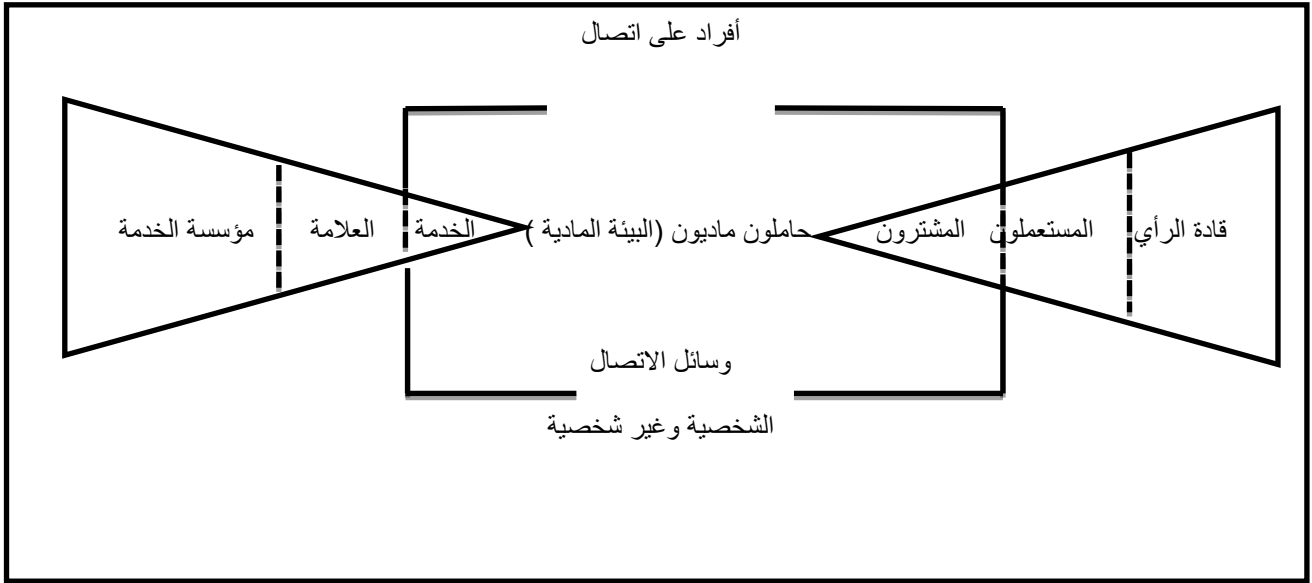 أفراد على اتصال
قادة الرأي
المستعملون
المشترون
حاملون ماديون (البيئة المادية )
الخدمة
العلامة
مؤسسة الخدمة
وسائل الاتصال
الشخصية وغير شخصية